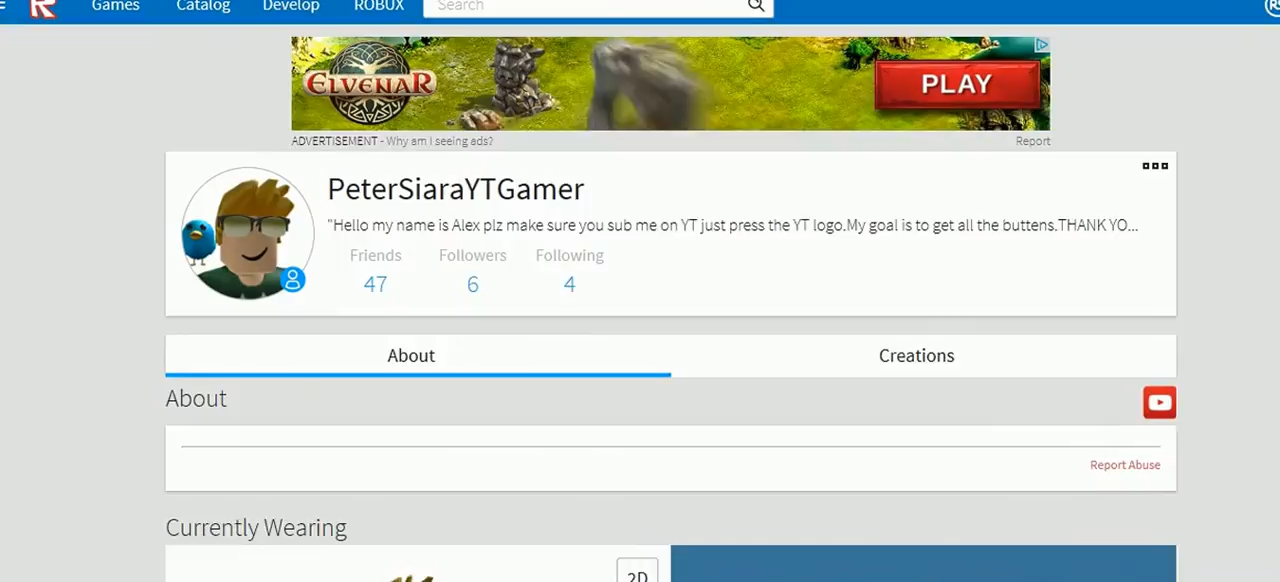 Games Catalog Develop ROBUX Search
ELVENAR
PLAY
ADVERTISEMENT - Why am I seeing ads? Report
PeterSiaraYTGamer
"Hello my name is Alex plz make sure you sub me on YT just press the YT logo.My goal is to get all the buttens.THANK YO...
Friends Followers Following
47 6 4
About Creations
About
Report Abuse
Currently Wearing
2D